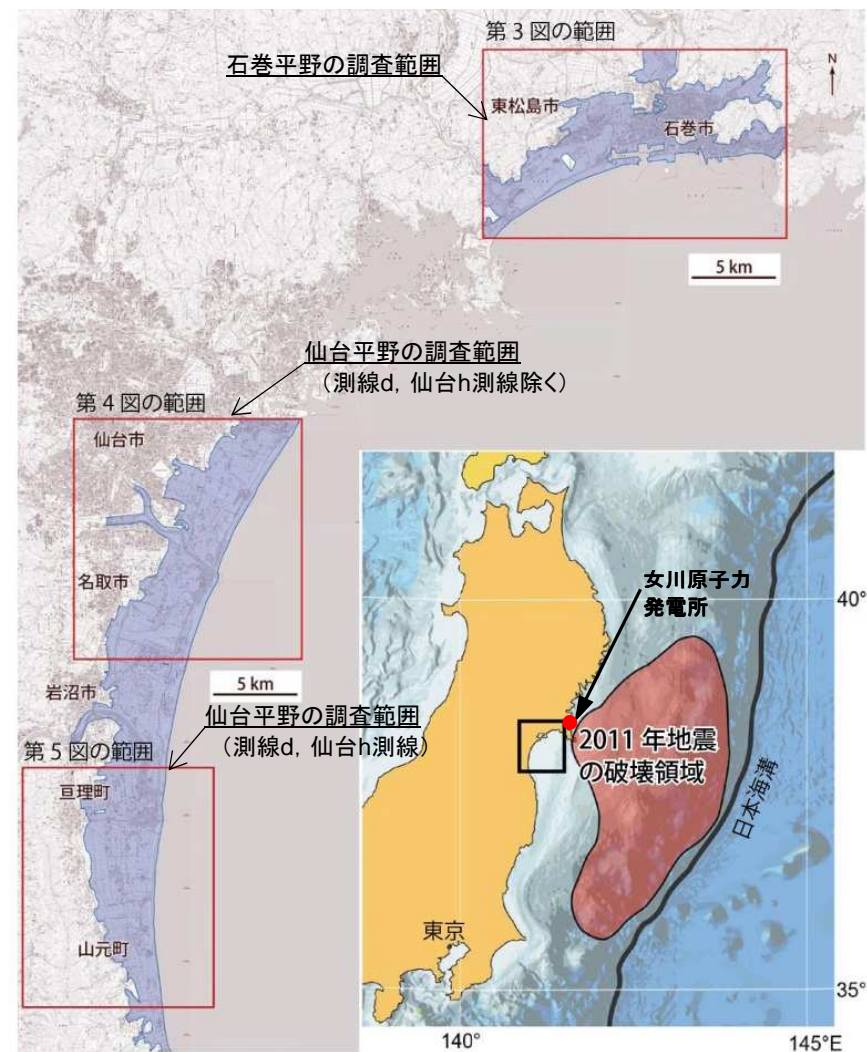 第3図の範囲
石巻平野の調査範囲
N
東松島市
石巻市
5 km
仙台平野の調査範囲
（測線d，仙台h測線除く）
第4図の範囲
仙台市
名取市
岩沼市
5 km
仙台平野の調査範囲
（測線d，仙台h測線）
第5図の範囲
亘理町
山元町
女川原子力
発電所
40°
2011年地震
の破壊領域
日本海溝
東京
35°
140°
145°E